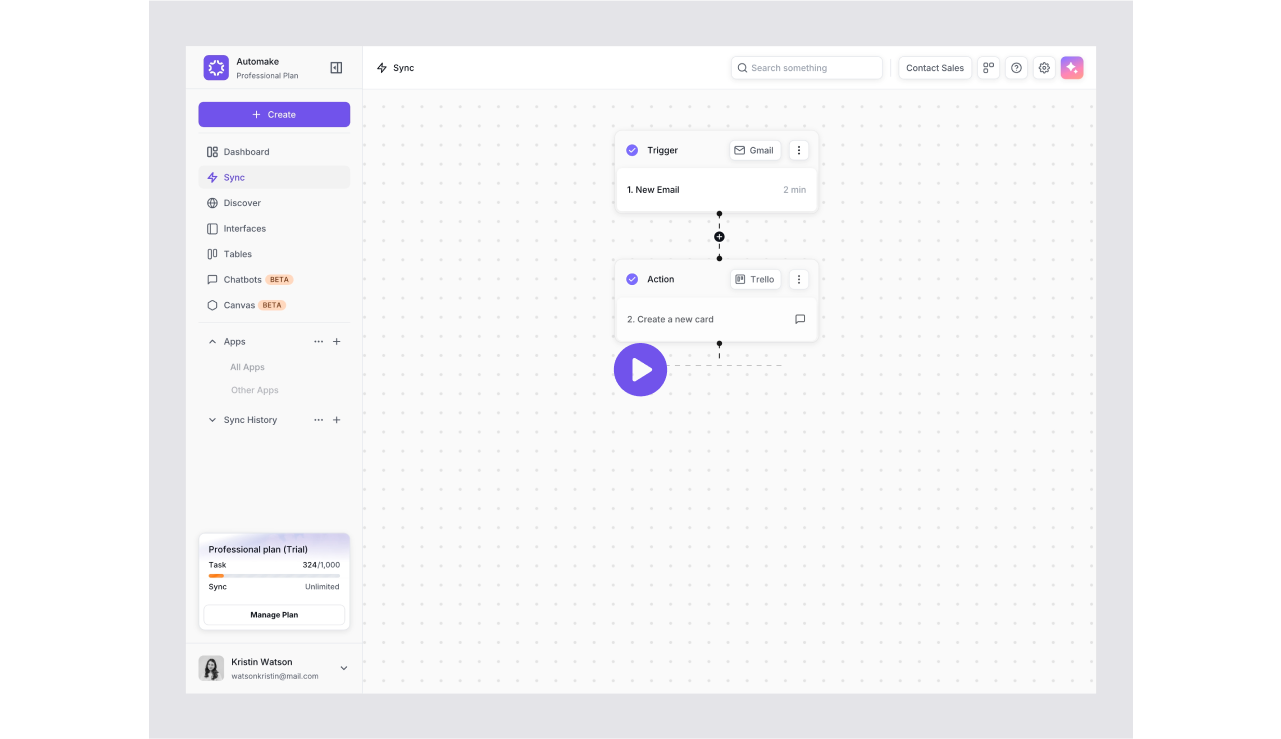 Automake
Professional Plan
Sync
Search something
Contact Sales
Create
Dashboard
Sync
Discover
Interfaces
Tables
Chatbots BETA
Canvas BETA
Apps
All Apps
Other Apps
Sync History
Trigger
Gmail
1. New Email
2 min
Action
Trello
2. Create a new card
Professional plan (Trial)
Task 324/1,000
Sync Unlimited
Manage Plan
Kristin Watson
watsonkristin@mail.com